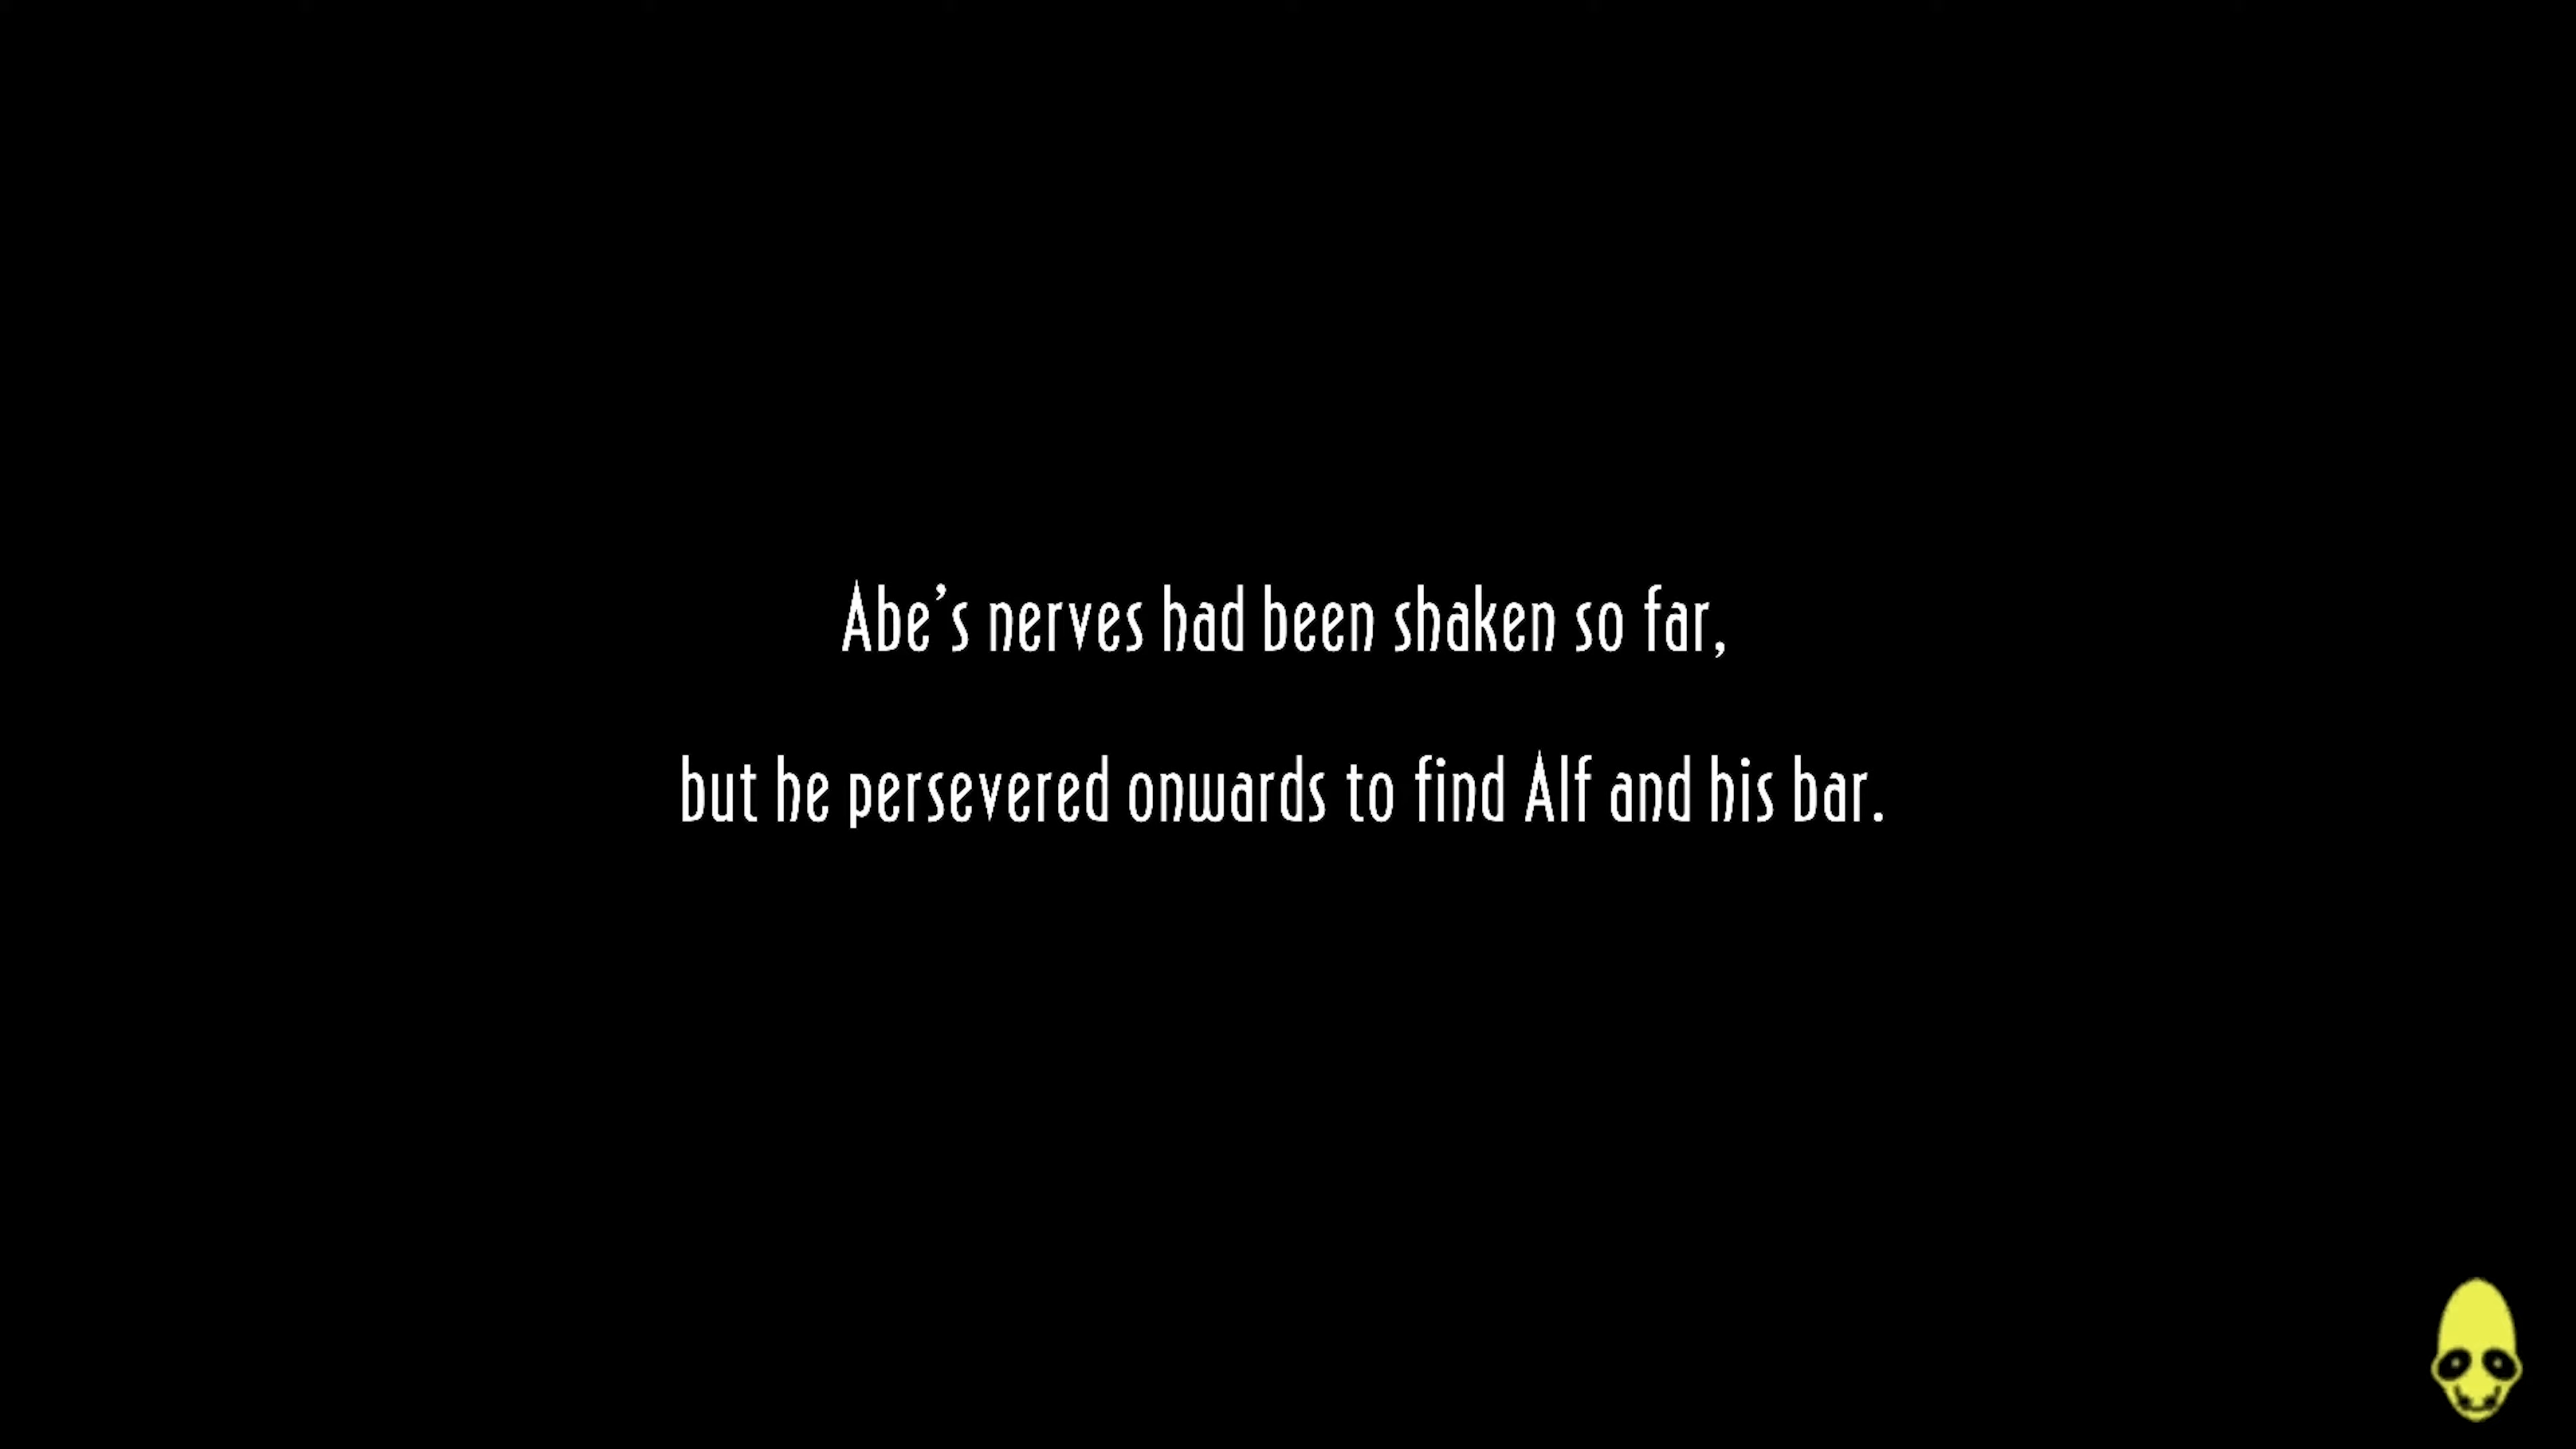 Abe's nerves had been shaken so far,
but he persevered onwards to find Alf and his bar.